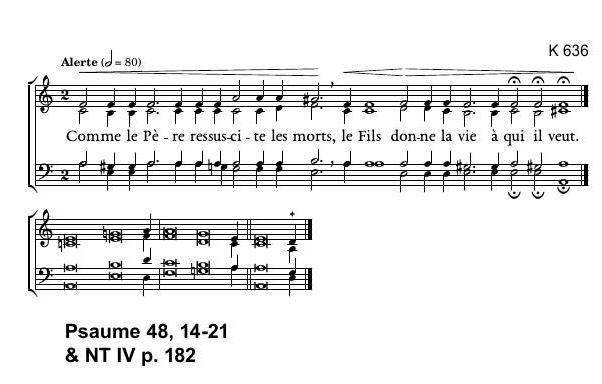 K 636
Alerte (𝅗𝅥 = 80)
Comme le Pè - re ressus-ci - te les morts, le Fils don-ne la vie à qui il veut.
Psaume 48, 14-21
& NT IV p. 182